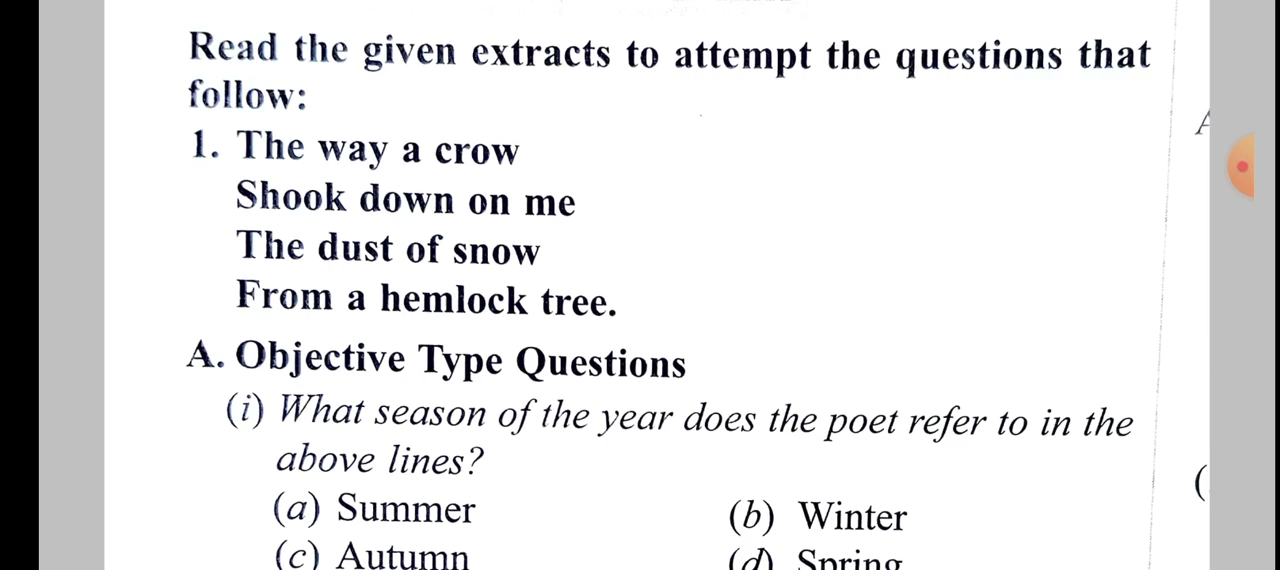 Read the given extracts to attempt the questions that
follow:
1. The way a crow
Shook down on me
The dust of snow
From a hemlock tree.
A. Objective Type Questions
(i) What season of the year does the poet refer to in the
above lines?
(a) Summer (b) Winter
(c) Autumn (d) Spring